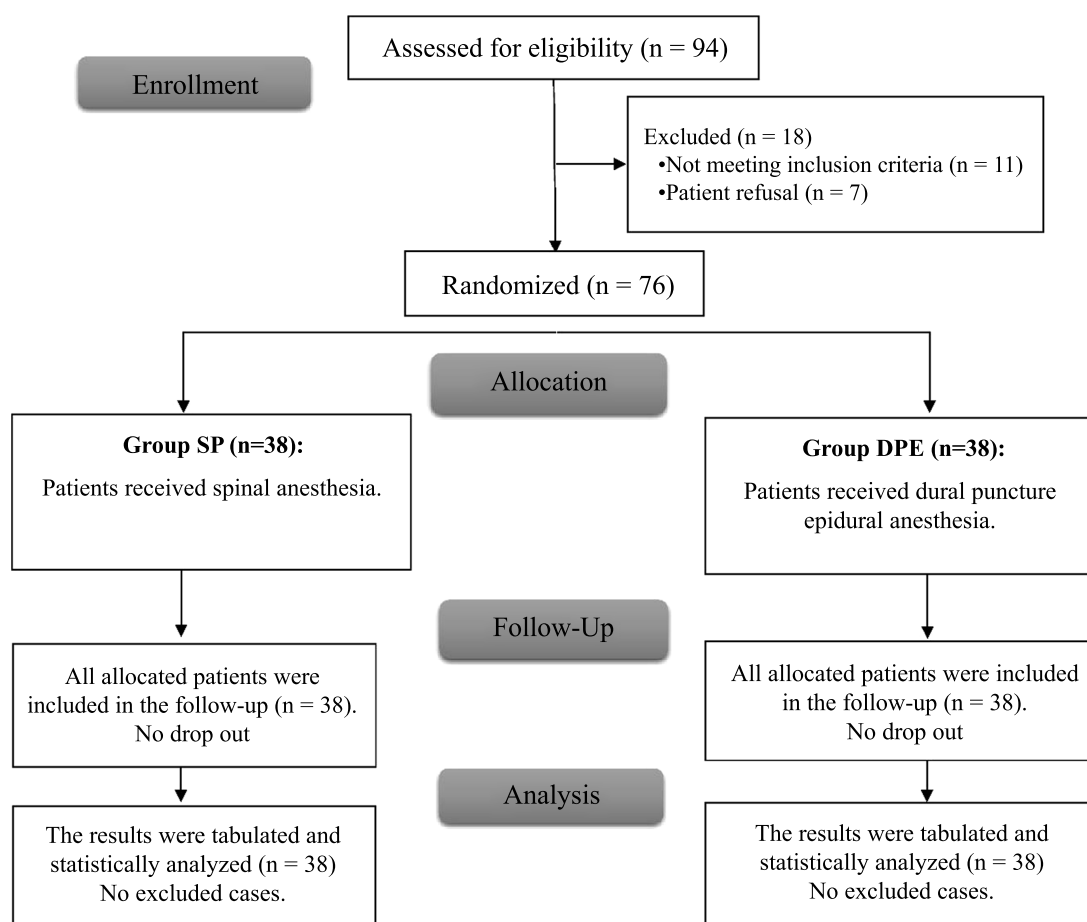 Assessed for eligibility (n = 94)
Enrollment
Excluded (n = 18)
•Not meeting inclusion criteria (n = 11)
•Patient refusal (n = 7)
Randomized (n = 76)
Allocation
Group SP (n=38):
Patients received spinal anesthesia.
Group DPE (n=38):
Patients received dural puncture
epidural anesthesia.
Follow-Up
All allocated patients were
included in the follow-up (n = 38).
No drop out
All allocated patients were included
in the follow-up (n = 38).
No drop out
Analysis
The results were tabulated and
statistically analyzed (n = 38)
No excluded cases.
The results were tabulated and
statistically analyzed (n = 38)
No excluded cases.